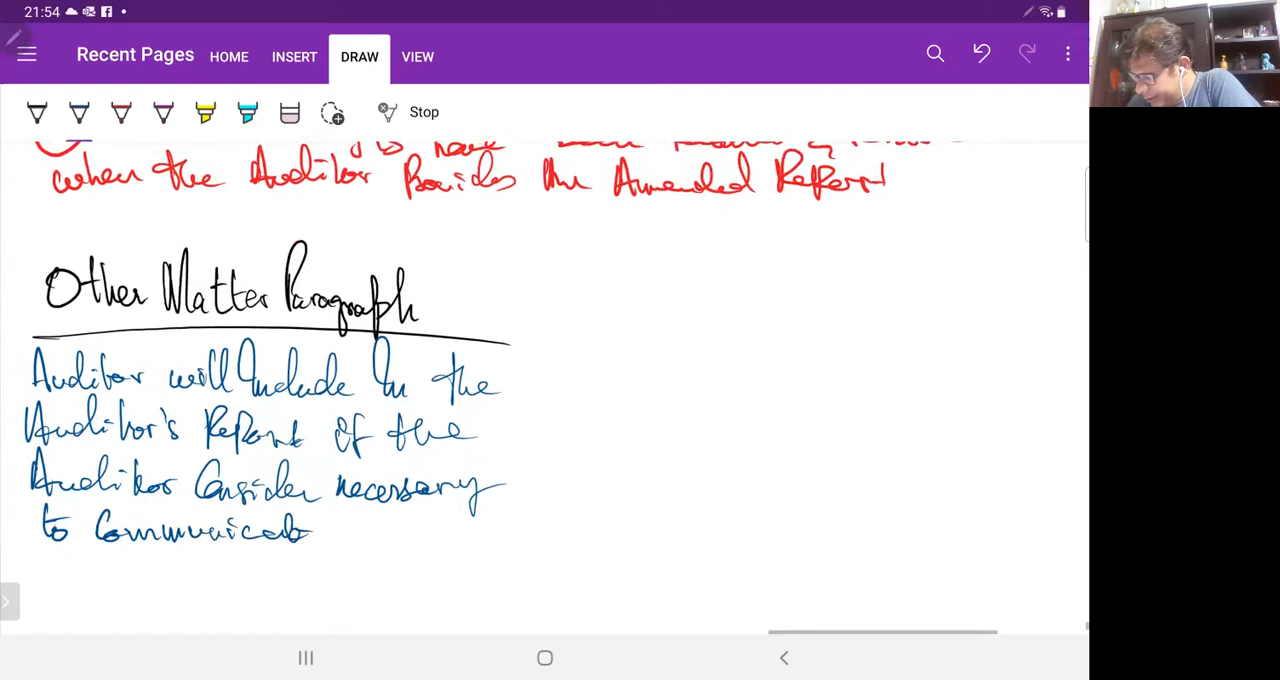 21:54
Recent Pages HOME INSERT DRAW VIEW
Stop
when the Auditor Provides the Amended Report
Other Matter Paragraph
Auditor will Include In the
Auditor's Report If the
Auditor Consider necessary
to Communicate